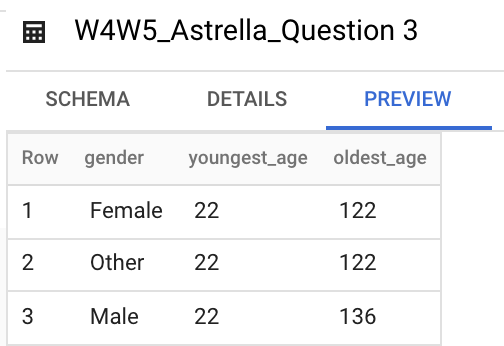 W4W5_Astrella_Question 3
SCHEMA DETAILS PREVIEW
Row gender youngest_age oldest_age
1 Female 22 122
2 Other 22 122
3 Male 22 136